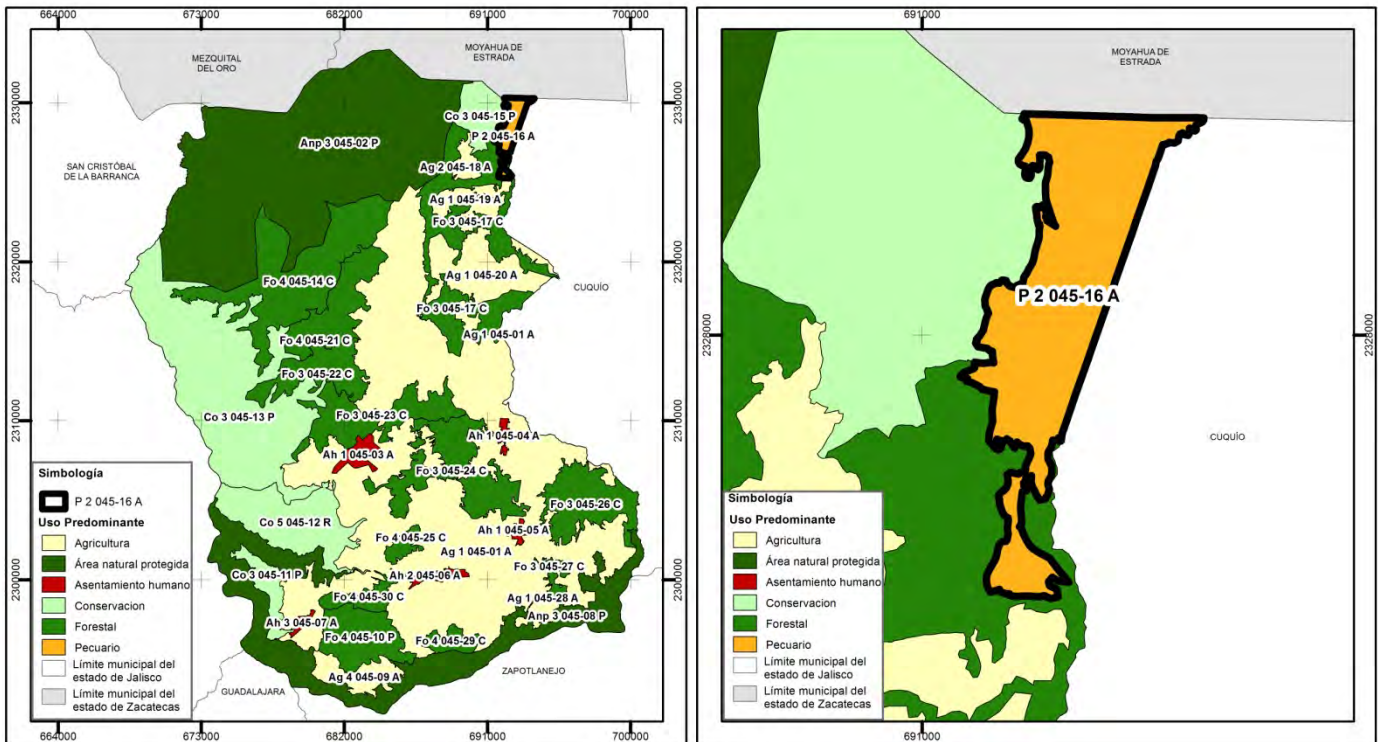 664000 673000 682000 691000 700000
MEZQUITAL
DEL ORO
MOYAHUA DE
ESTRADA
2330000 2330000
Co 3 045-15 P
P 2 045-16 A
Anp 3 045-02 P
SAN CRISTÓBAL
DE LA BARRANCA
Ag 2 045-18 A
Ag 1 045-19 A
Fo 3 045-17 C
2320000 2320000
Ag 1 045-20 A
Fo 4 045-14 C
CUQUÍO
Fo 3 045-17 C
Ag 1 045-01 A
Fo 4 045-21 C
Fo 3 045-22 C
Co 3 045-13 P
Fo 3 045-23 C
2310000 2310000
Ah 1 045-04 A
Ah 1 045-03 A
Fo 3 045-24 C
Fo 3 045-26 C
Co 5 045-12 R
Ah 1 045-05 A
Fo 4 045-25 C
Ag 1 045-01 A
Fo 3 045-27 C
2300000 2300000
Co 3 045-11 P
Ah 2 045-06 A
Fo 4 045-30 C
Ag 1 045-28 A
Anp 3 045-08 P
Ah 3 045-07 A
Fo 4 045-10 P
Fo 4 045-29 C
Ag 4 045-09 A
ZAPOTLANEJO
GUADALAJARA
Simbología
P 2 045-16 A
Uso Predominante
Agricultura
Área natural protegida
Asentamiento humano
Conservacion
Forestal
Pecuario
Límite municipal del
estado de Jalisco
Límite municipal del
estado de Zacatecas
664000 673000 682000 691000 700000
691000
MOYAHUA DE
ESTRADA
P 2 045-16 A
2328000 2328000
CUQUÍO
Simbología
P 2 045-16 A
Uso Predominante
Agricultura
Área natural protegida
Asentamiento humano
Conservacion
Forestal
Pecuario
Límite municipal del
estado de Jalisco
Límite municipal del
estado de Zacatecas
691000